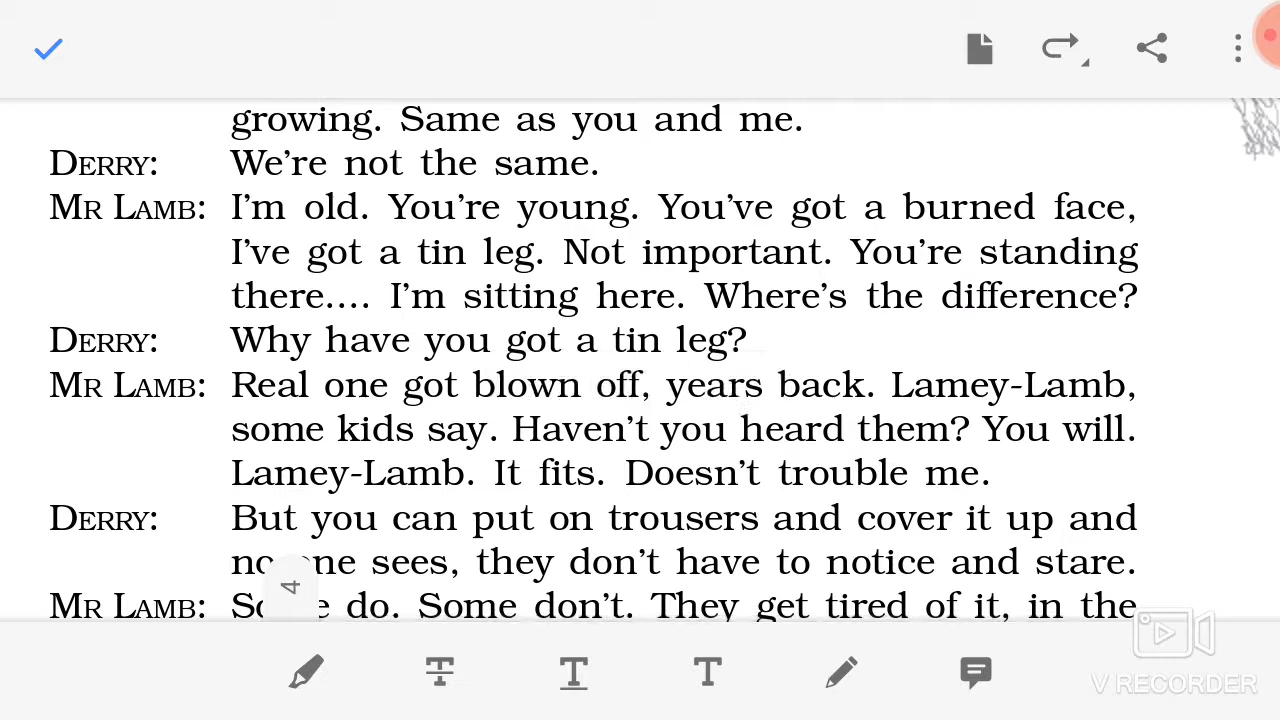 growing. Same as you and me.
DERRY: We're not the same.
MR LAMB: I'm old. You're young. You've got a burned face,
I've got a tin leg. Not important. You're standing
there.... I'm sitting here. Where's the difference?
DERRY: Why have you got a tin leg?
MR LAMB: Real one got blown off, years back. Lamey-Lamb,
some kids say. Haven't you heard them? You will.
Lamey-Lamb. It fits. Doesn't trouble me.
DERRY: But you can put on trousers and cover it up and
no one sees, they don't have to notice and stare.
MR LAMB: Some do. Some don't. They get tired of it, in the
4
V RECORDER